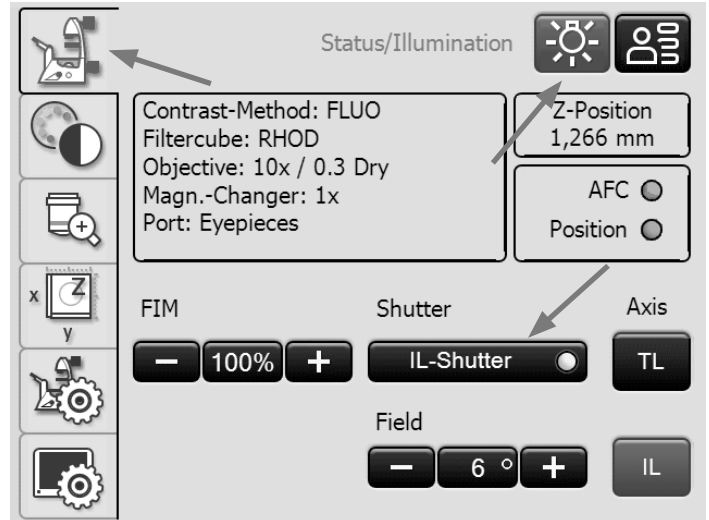 Status/Illumination
Contrast-Method: FLUO
Filtercube: RHOD
Objective: 10x / 0.3 Dry
Magn.-Changer: 1x
Port: Eyepieces
Z-Position
1,266 mm
AFC
Position
x
Z
y
FIM
Shutter
Axis
− 100% +
IL-Shutter
TL
Field
− 6 ° +
IL